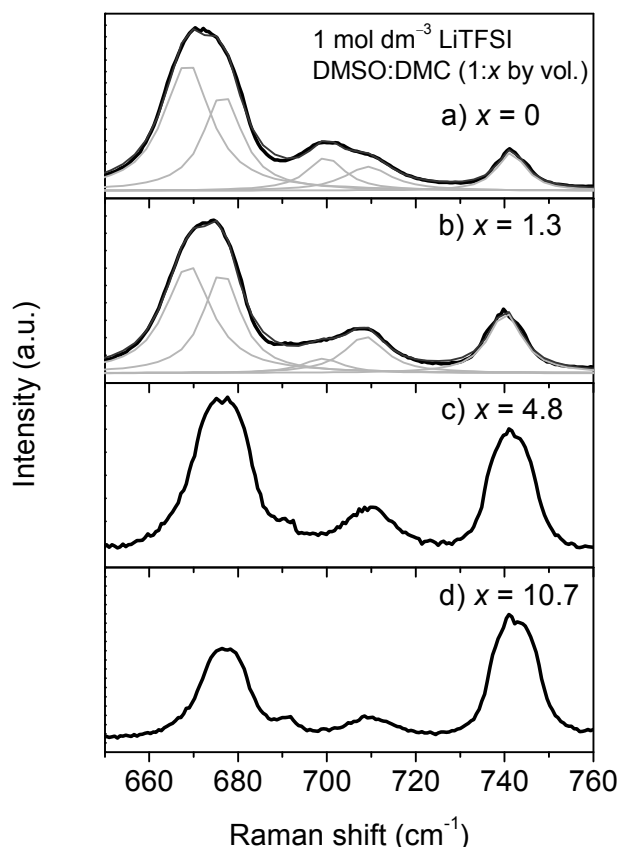 1 mol dm⁻³ LiTFSI
DMSO:DMC (1:x by vol.)
a) x = 0
b) x = 1.3
c) x = 4.8
d) x = 10.7
Intensity (a.u.)
660 680 700 720 740 760
Raman shift (cm⁻¹)